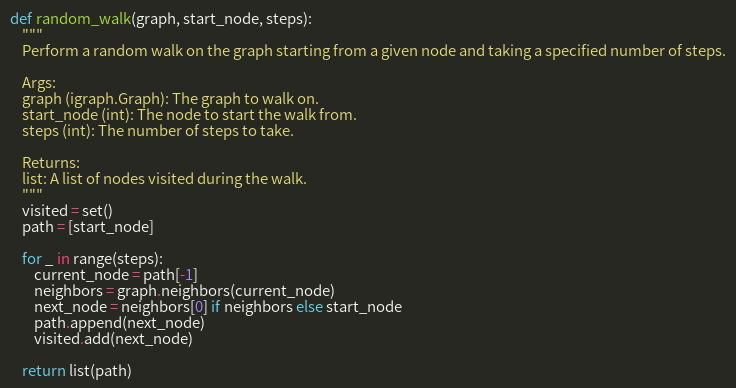 def random_walk(graph, start_node, steps):
    """
    Perform a random walk on the graph starting from a given node and taking a specified number of steps.

    Args:
    graph (igraph.Graph): The graph to walk on.
    start_node (int): The node to start the walk from.
    steps (int): The number of steps to take.

    Returns:
    list: A list of nodes visited during the walk.
    """
    visited = set()
    path = [start_node]

    for _ in range(steps):
        current_node = path[-1]
        neighbors = graph.neighbors(current_node)
        next_node = neighbors[0] if neighbors else start_node
        path.append(next_node)
        visited.add(next_node)

    return list(path)